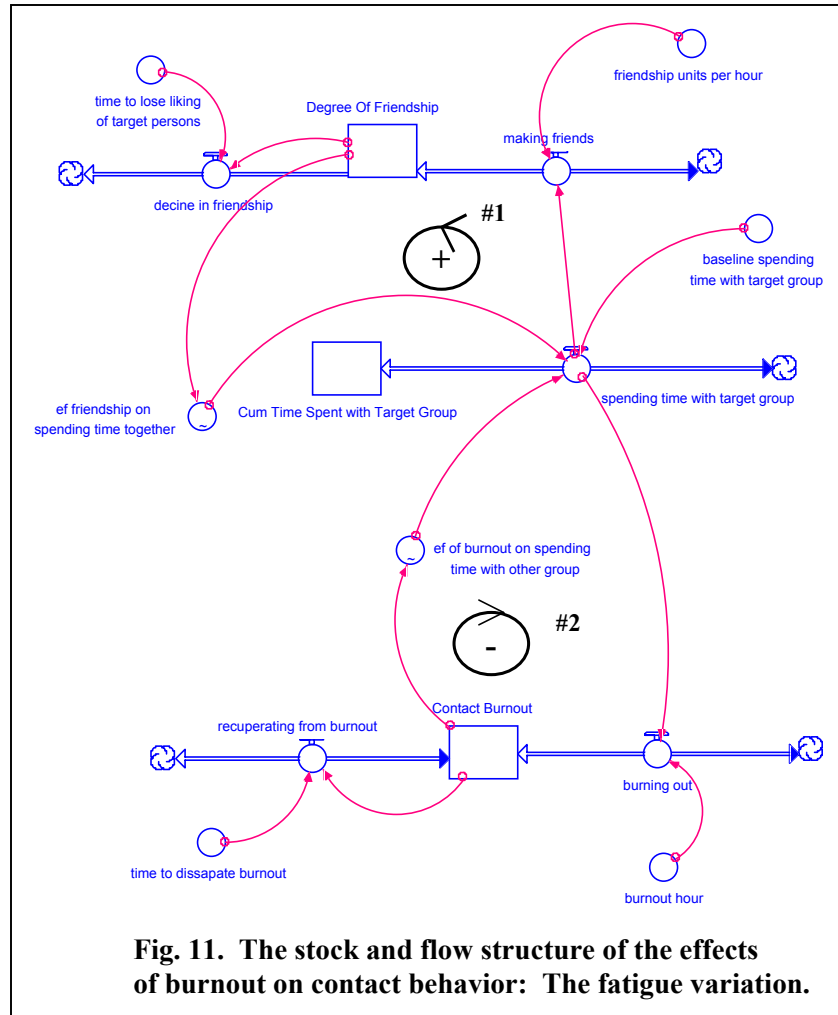 friendship units per hour
time to lose liking
of target persons
Degree Of Friendship
making friends
decine in friendship
#1
+
baseline spending
time with target group
ef friendship on
spending time together
~
Cum Time Spent with Target Group
spending time with target group
~
ef of burnout on spending
time with other group
#2
-
Contact Burnout
recuperating from burnout
burning out
time to dissapate burnout
burnout hour
Fig. 11.  The stock and flow structure of the effects
of burnout on contact behavior:  The fatigue variation.